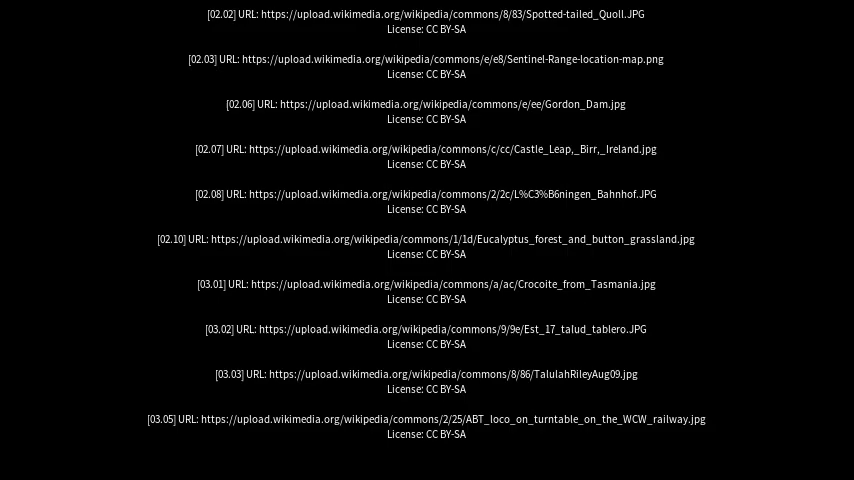 [02.02] URL: https://upload.wikimedia.org/wikipedia/commons/8/83/Spotted-tailed_Quoll.JPG
License: CC BY-SA
[02.03] URL: https://upload.wikimedia.org/wikipedia/commons/e/e8/Sentinel-Range-location-map.png
License: CC BY-SA
[02.06] URL: https://upload.wikimedia.org/wikipedia/commons/e/ee/Gordon_Dam.jpg
License: CC BY-SA
[02.07] URL: https://upload.wikimedia.org/wikipedia/commons/c/cc/Castle_Leap,_Birr,_Ireland.jpg
License: CC BY-SA
[02.08] URL: https://upload.wikimedia.org/wikipedia/commons/2/2c/L%C3%B6ningen_Bahnhof.JPG
License: CC BY-SA
[02.10] URL: https://upload.wikimedia.org/wikipedia/commons/1/1d/Eucalyptus_forest_and_button_grassland.jpg
License: CC BY-SA
[03.01] URL: https://upload.wikimedia.org/wikipedia/commons/a/ac/Crocoite_from_Tasmania.jpg
License: CC BY-SA
[03.02] URL: https://upload.wikimedia.org/wikipedia/commons/9/9e/Est_17_talud_tablero.JPG
License: CC BY-SA
[03.03] URL: https://upload.wikimedia.org/wikipedia/commons/8/86/TalulahRileyAug09.jpg
License: CC BY-SA
[03.05] URL: https://upload.wikimedia.org/wikipedia/commons/2/25/ABT_loco_on_turntable_on_the_WCW_railway.jpg
License: CC BY-SA